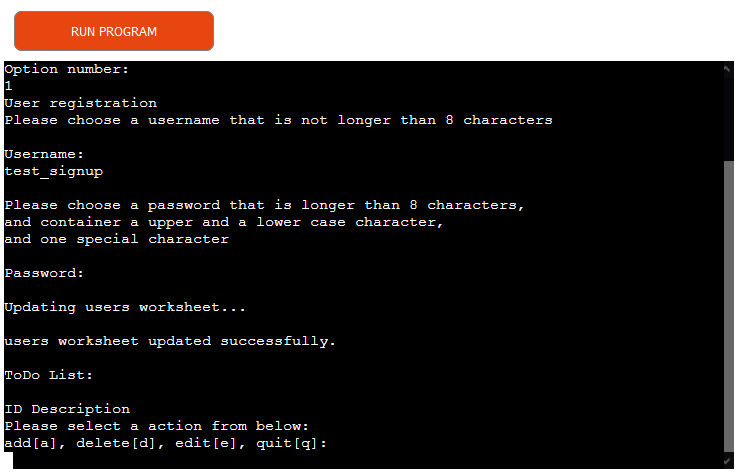 RUN PROGRAM
Option number:
1
User registration
Please choose a username that is not longer than 8 characters
Username:
test_signup
Please choose a password that is longer than 8 characters,
and container a upper and a lower case character,
and one special character
Password:
Updating users worksheet...
users worksheet updated successfully.
ToDo List:
ID Description
Please select a action from below:
add[a], delete[d], edit[e], quit[q]: